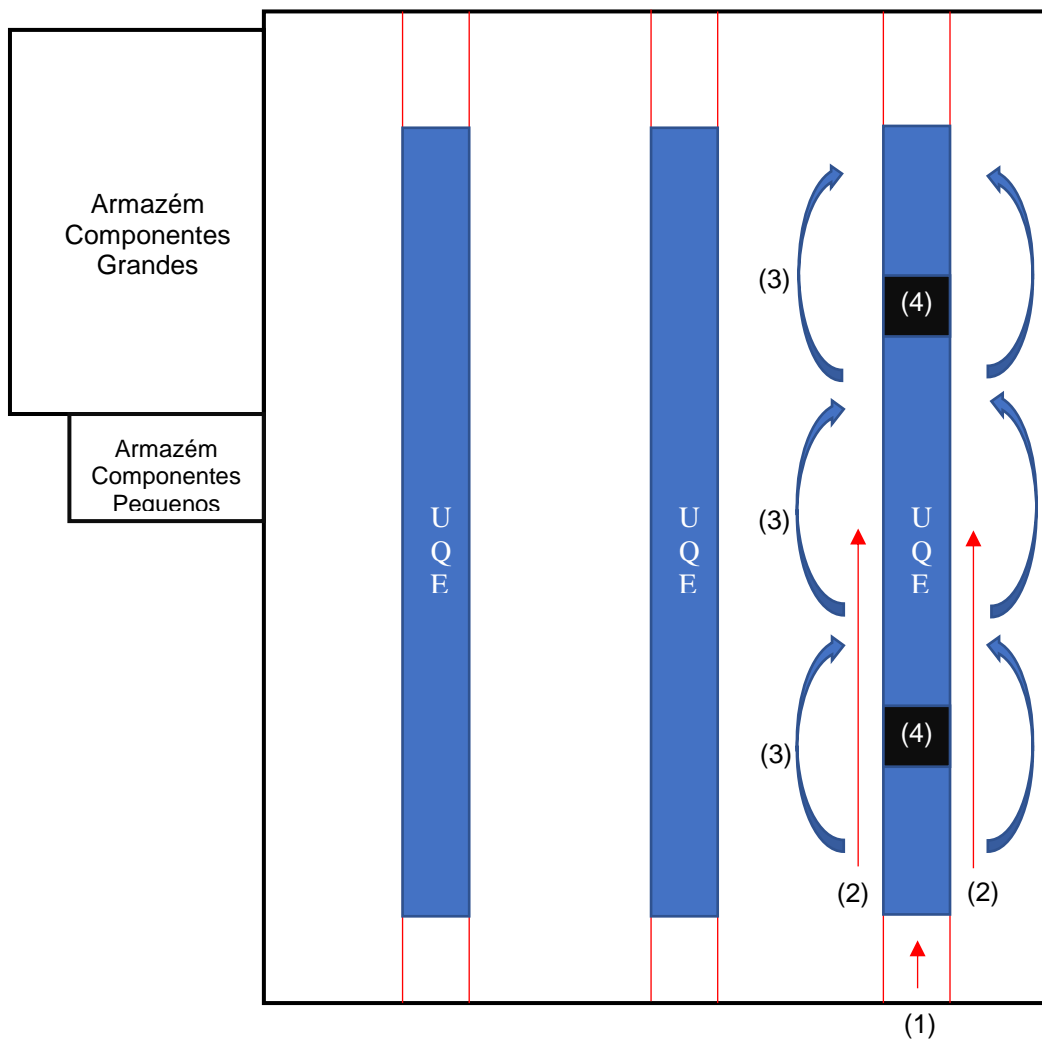 Armazém
Componentes
Grandes
Armazém
Componentes
Pequenos
U
Q
E
U
Q
E
U
Q
E
(3)
(4)
(3)
(3)
(4)
(2)
(2)
(1)